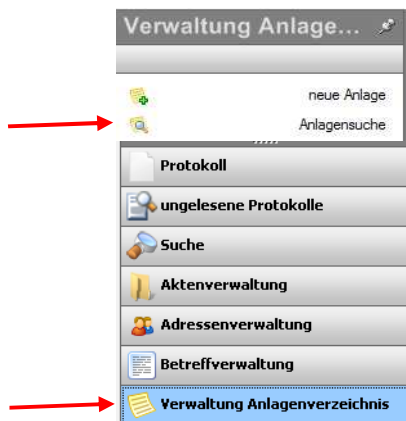 Verwaltung Anlage...
neue Anlage
Anlagensuche
Protokoll
ungelesene Protokolle
Suche
Aktenverwaltung
Adressenverwaltung
Betreffverwaltung
Verwaltung Anlagenverzeichnis